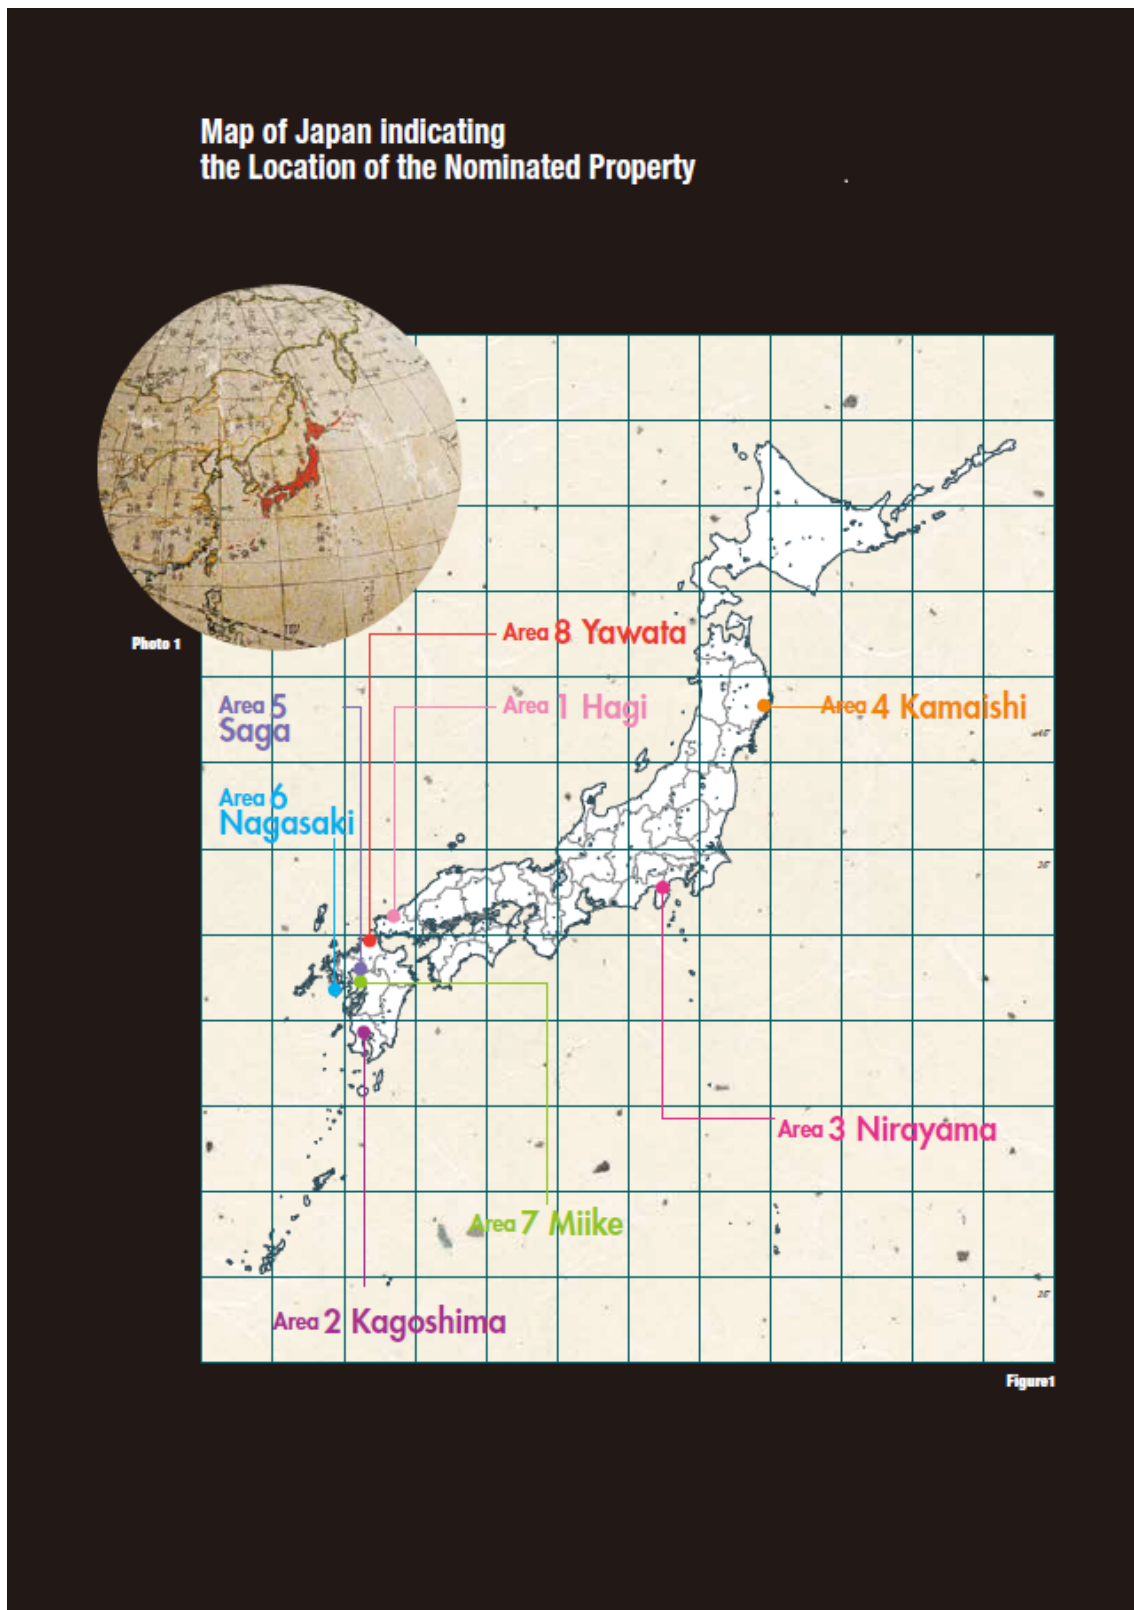 Map of Japan indicating
the Location of the Nominated Property
Photo 1
Area 8 Yawata
Area 5
Saga
Area 1 Hagi
Area 4 Kamaishi
Area 6
Nagasaki
Area 3 Nirayama
Area 7 Miike
Area 2 Kagoshima
Figure1